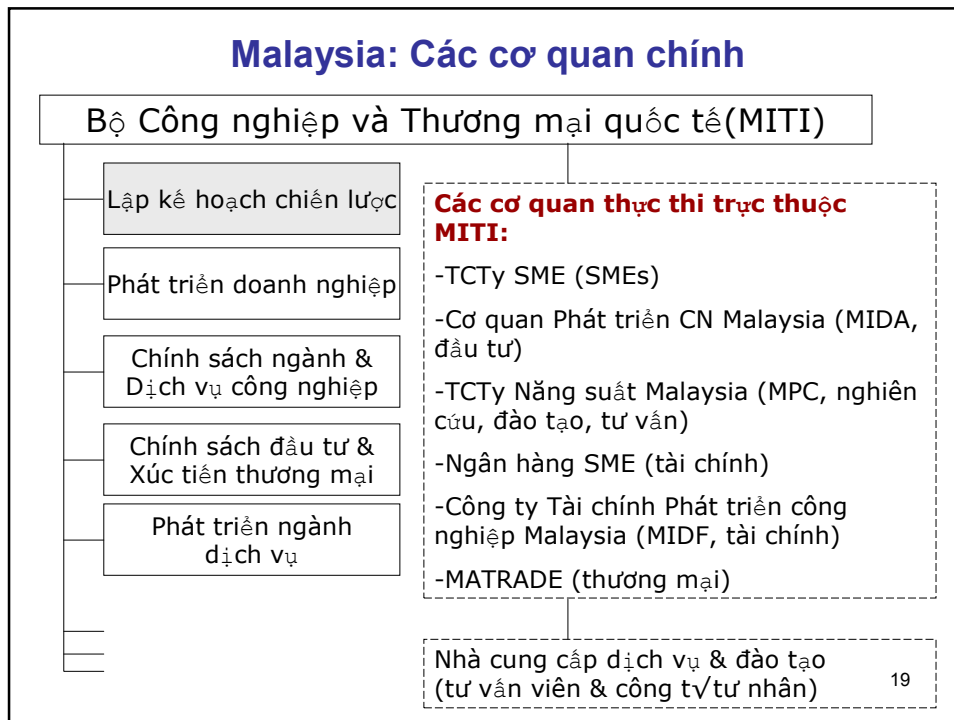 Malaysia: Các cơ quan chính
Bộ Công nghiệp và Thương mại quốc tế(MITI)
Lập kế hoạch chiến lược
Phát triển doanh nghiệp
Chính sách ngành &
Dịch vụ công nghiệp
Chính sách đầu tư &
Xúc tiến thương mại
Phát triển ngành
dịch vụ
Các cơ quan thực thi trực thuộc
MITI:
-TCTy SME (SMEs)
-Cơ quan Phát triển CN Malaysia (MIDA,
đầu tư)
-TCTy Năng suất Malaysia (MPC, nghiên
cứu, đào tạo, tư vấn)
-Ngân hàng SME (tài chính)
-Công ty Tài chính Phát triển công
nghiệp Malaysia (MIDF, tài chính)
-MATRADE (thương mại)
Nhà cung cấp dịch vụ & đào tạo
(tư vấn viên & công t√tư nhân)
19